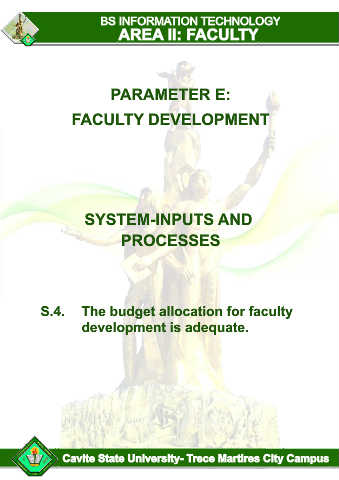 BS INFORMATION TECHNOLOGY
AREA II: FACULTY
PARAMETER E:
FACULTY DEVELOPMENT
SYSTEM-INPUTS AND
PROCESSES
S.4. The budget allocation for faculty
development is adequate.
Cavite State University- Trece Martires City Campus